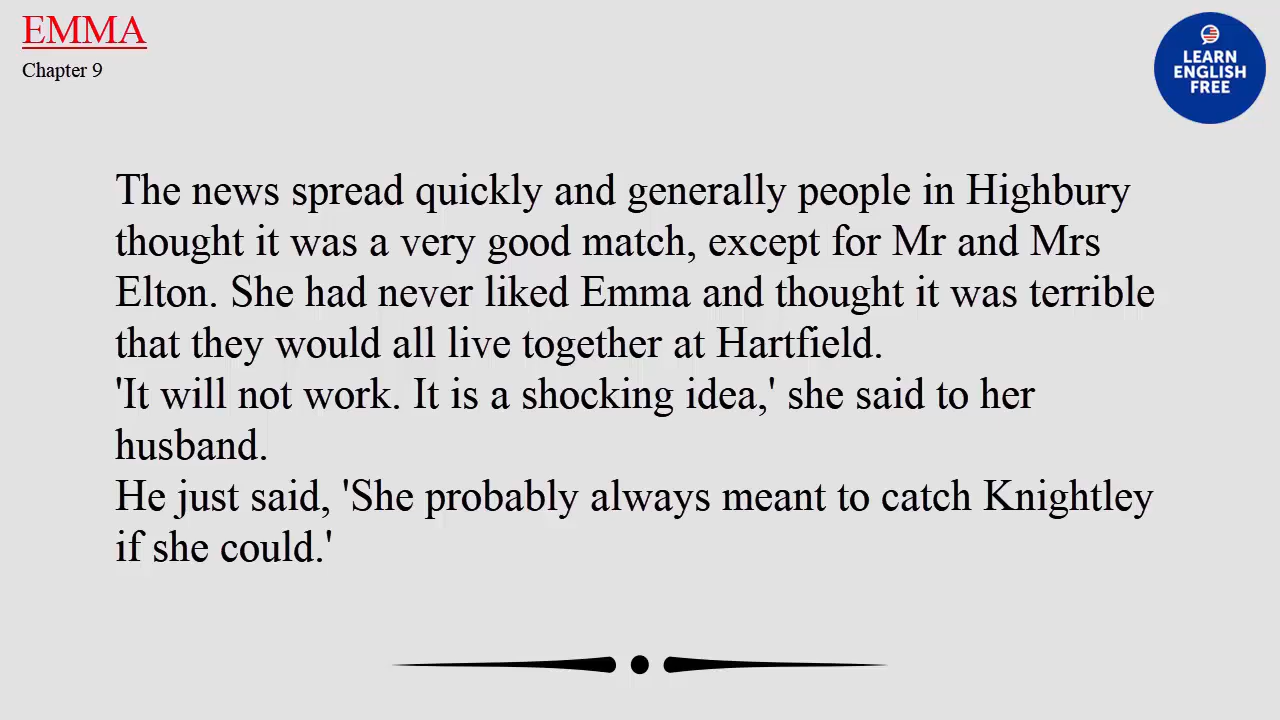 EMMA
Chapter 9
LEARN
ENGLISH
FREE
The news spread quickly and generally people in Highbury
thought it was a very good match, except for Mr and Mrs
Elton. She had never liked Emma and thought it was terrible
that they would all live together at Hartfield.
'It will not work. It is a shocking idea,' she said to her
husband.
He just said, 'She probably always meant to catch Knightley
if she could.'